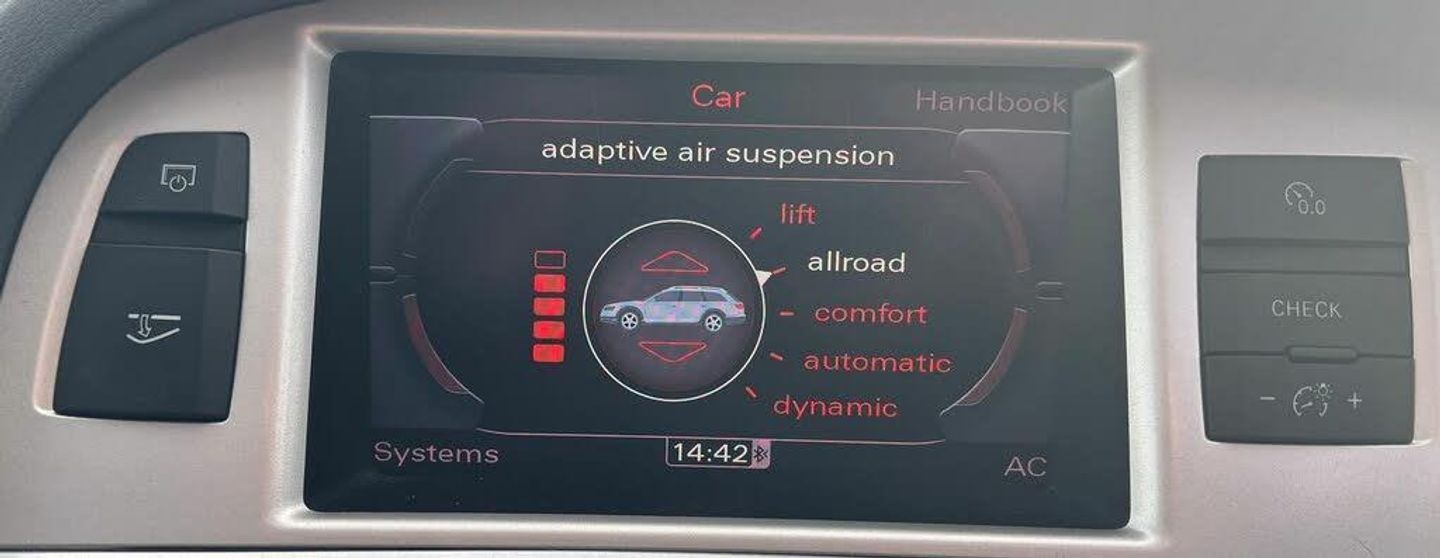 Car
Handbook
adaptive air suspension
lift
allroad
comfort
automatic
dynamic
Systems
14:42
AC
0.0
CHECK
- +